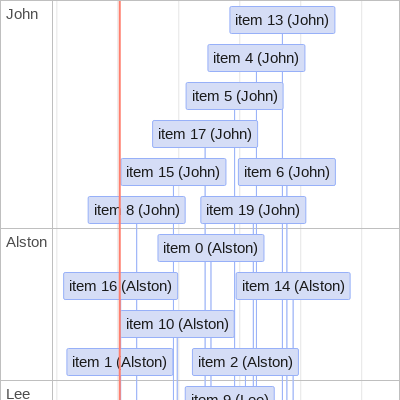 John
item 13 (John)
item 4 (John)
item 5 (John)
item 17 (John)
item 15 (John)
item 6 (John)
item 8 (John)
item 19 (John)
Alston
item 0 (Alston)
item 16 (Alston)
item 14 (Alston)
item 10 (Alston)
item 1 (Alston)
item 2 (Alston)
Lee
item 9 (Lee)